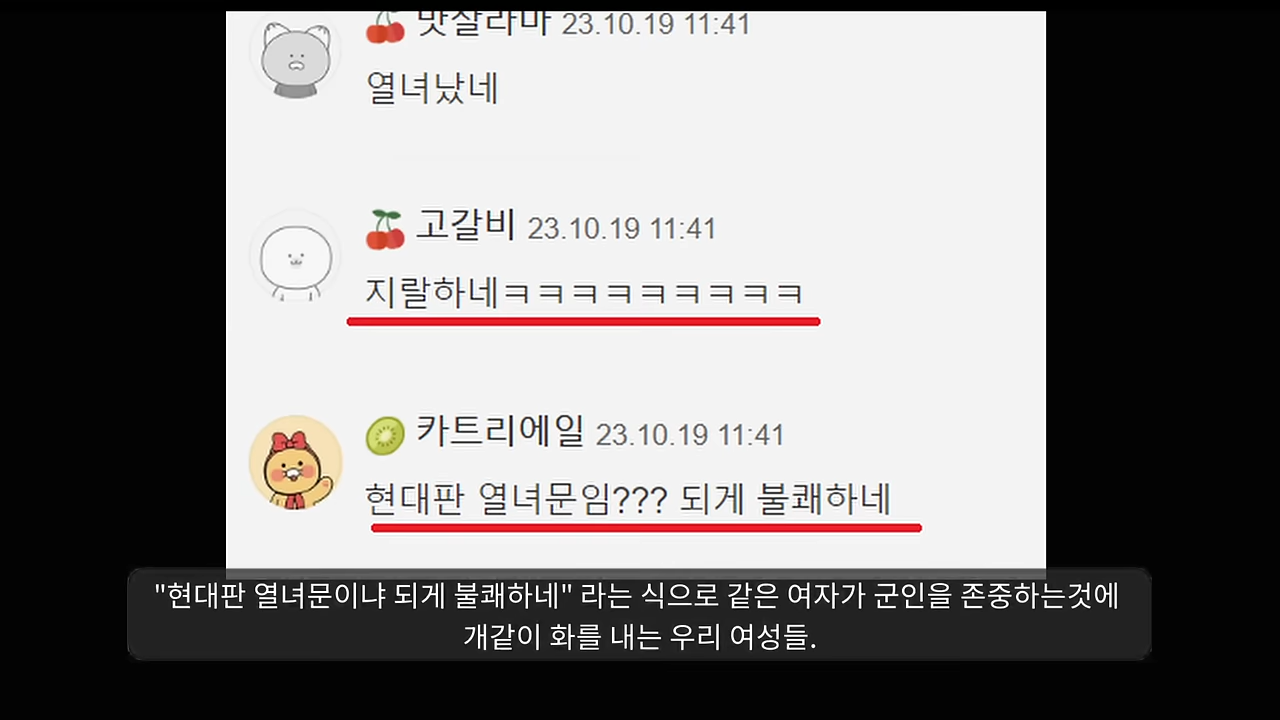 맛살라마 23.10.19 11:41
열녀났네
고갈비 23.10.19 11:41
지랄하네ㅋㅋㅋㅋㅋㅋㅋㅋㅋ
카트리에일 23.10.19 11:41
현대판 열녀문임??? 되게 불쾌하네
"현대판 열녀문이냐 되게 불쾌하네" 라는 식으로 같은 여자가 군인을 존중하는것에
개같이 화를 내는 우리 여성들.